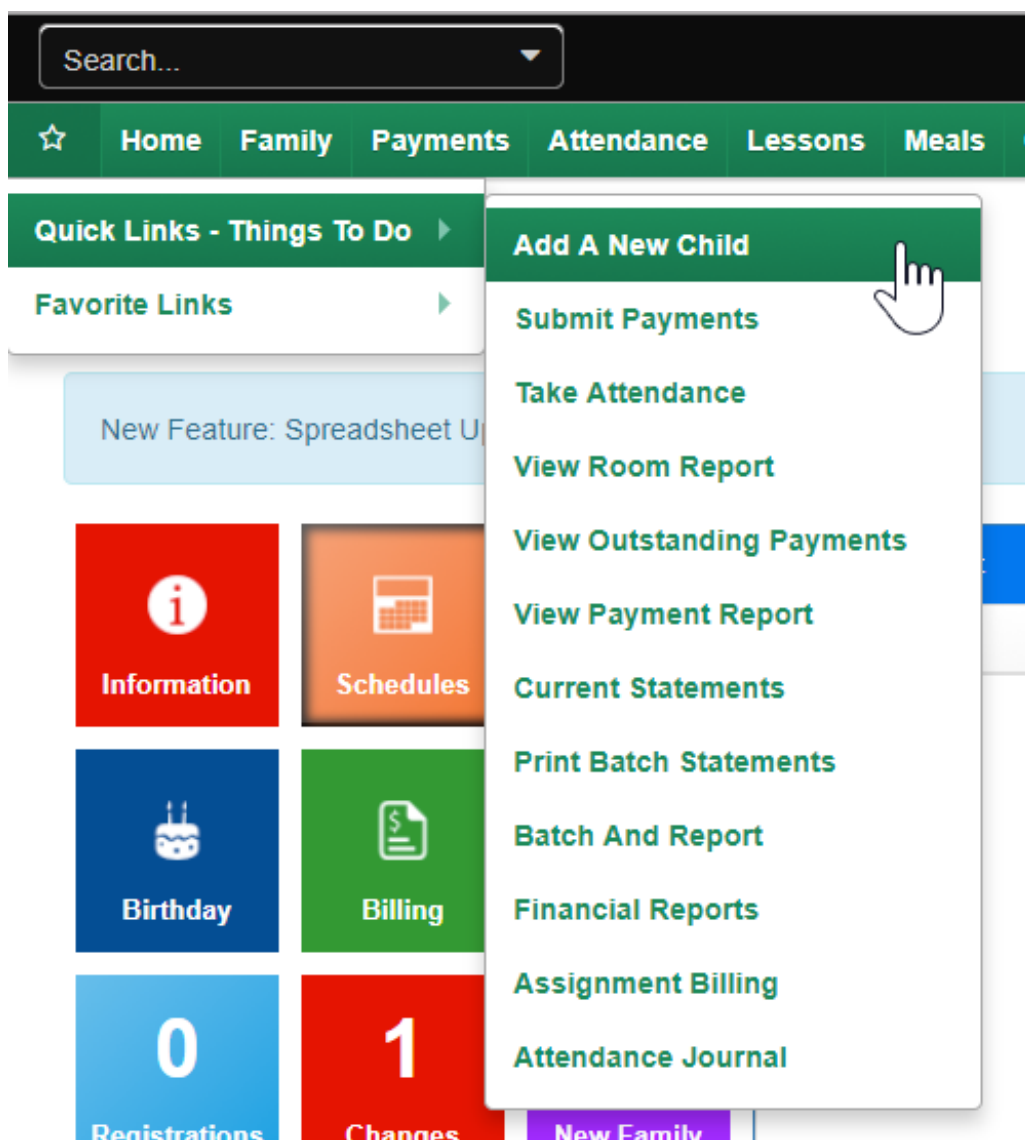 Search...
Home Family Payments Attendance Lessons Meals
Quick Links - Things To Do
Favorite Links
Add A New Child
Submit Payments
Take Attendance
View Room Report
View Outstanding Payments
View Payment Report
Current Statements
Print Batch Statements
Batch And Report
Financial Reports
Assignment Billing
Attendance Journal
New Feature: Spreadsheet
Information
Schedules
Birthday
Billing
0
Registrations
1
Changes
New Family